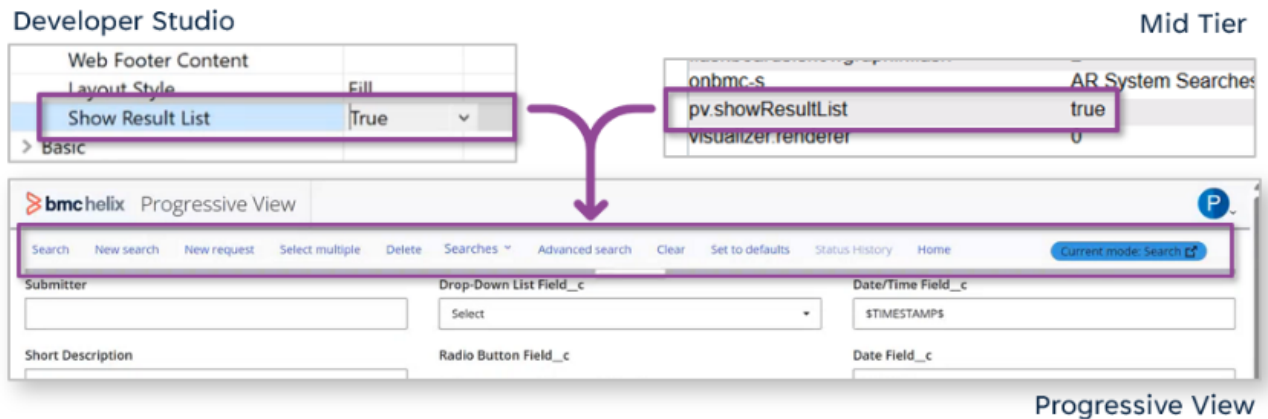 Developer Studio
Mid Tier
Web Footer Content
Layout Style Fill
Show Result List True
Basic
onbmc-s AR System Searches
pv.showResultList true
visualizer.renderer 0
bmchelix Progressive View P
Search New search New request Select multiple Delete Searches Advanced search Clear Set to defaults Status History Home Current mode: Search
Submitter Drop-Down List Field__c Date/Time Field__c
Select $TIMESTAMP$
Short Description Radio Button Field__c Date Field__c
Progressive View